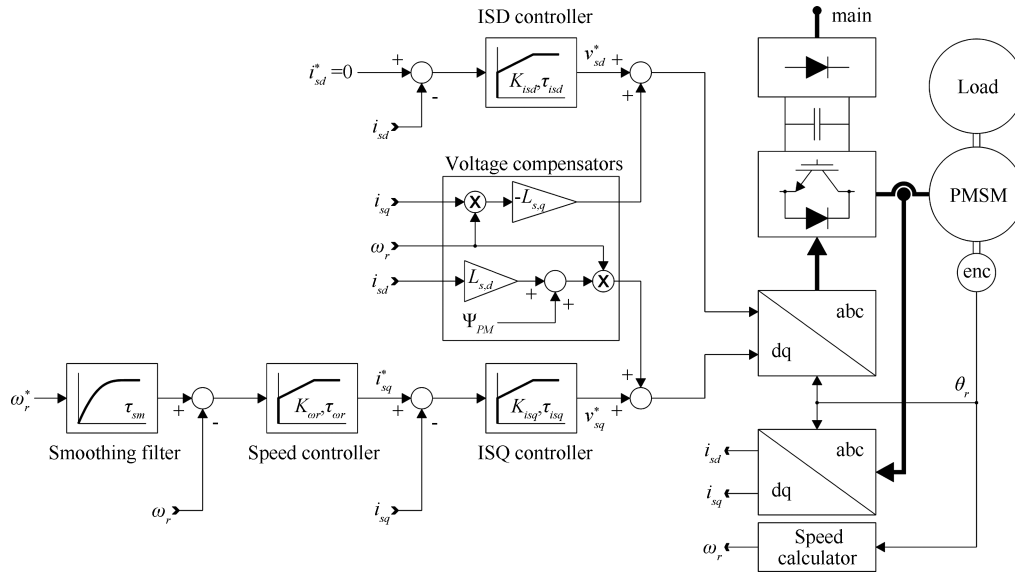 ISD controller
main
i*sd =0
+
-
Kisd,τisd
v*sd
+
+
isd
Load
Voltage compensators
isq
X
-Ls,q
PMSM
ωr
isd
Ls,d
+
+
X
enc
ΨPM
abc
dq
ω*r
τsm
+
-
Kωr,τωr
i*sq
+
-
Kisq,τisq
v*sq
+
+
θr
Smoothing filter
Speed controller
ISQ controller
isd
abc
isq
dq
ωr
isq
ωr
Speed
calculator